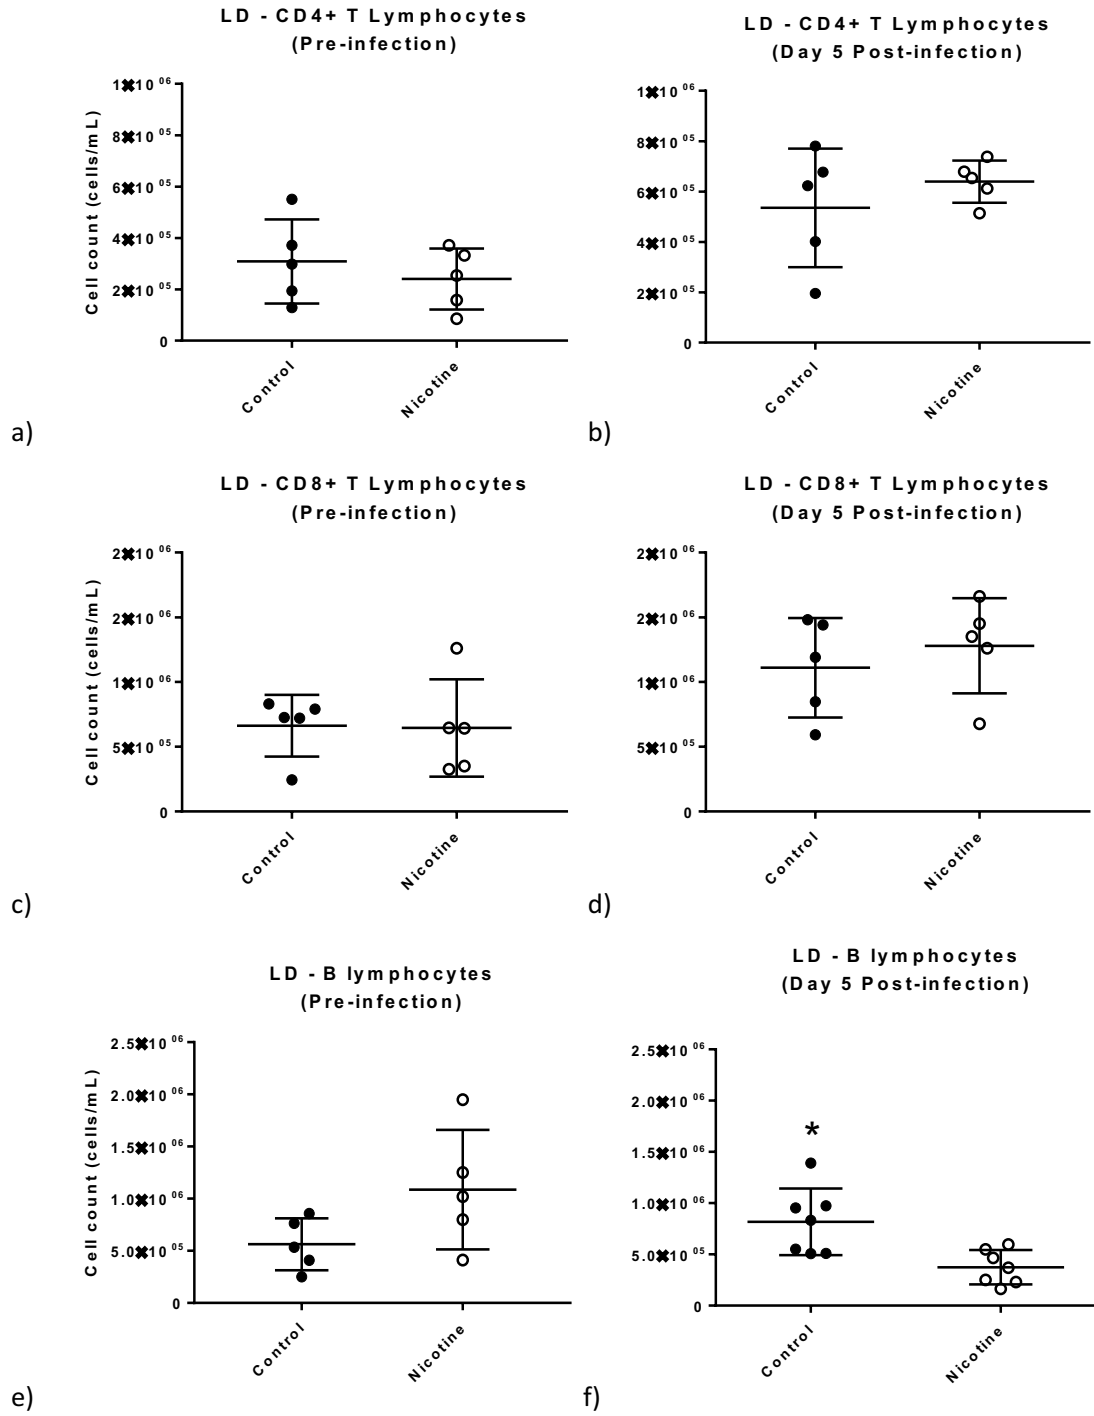 LD - CD4+ T Lymphocytes
(Pre-infection)
Cell count (cells/mL)
1✖10 06
8✖10 05
6✖10 05
4✖10 05
2✖10 05
0
Control
Nicotine
a)
LD - CD4+ T Lymphocytes
(Day 5 Post-infection)
1✖10 06
8✖10 05
6✖10 05
4✖10 05
2✖10 05
0
Control
Nicotine
b)
LD - CD8+ T Lymphocytes
(Pre-infection)
Cell count (cells/mL)
2✖10 06
2✖10 06
1✖10 06
5✖10 05
0
Control
Nicotine
c)
LD - CD8+ T Lymphocytes
(Day 5 Post-infection)
2✖10 06
2✖10 06
1✖10 06
5✖10 05
0
Control
Nicotine
d)
LD - B lymphocytes
(Pre-infection)
Cell count (cells/mL)
2.5✖10 06
2.0✖10 06
1.5✖10 06
1.0✖10 06
5.0✖10 05
0
Control
Nicotine
e)
LD - B lymphocytes
(Day 5 Post-infection)
2.5✖10 06
2.0✖10 06
1.5✖10 06
1.0✖10 06
5.0✖10 05
0
*
Control
Nicotine
f)